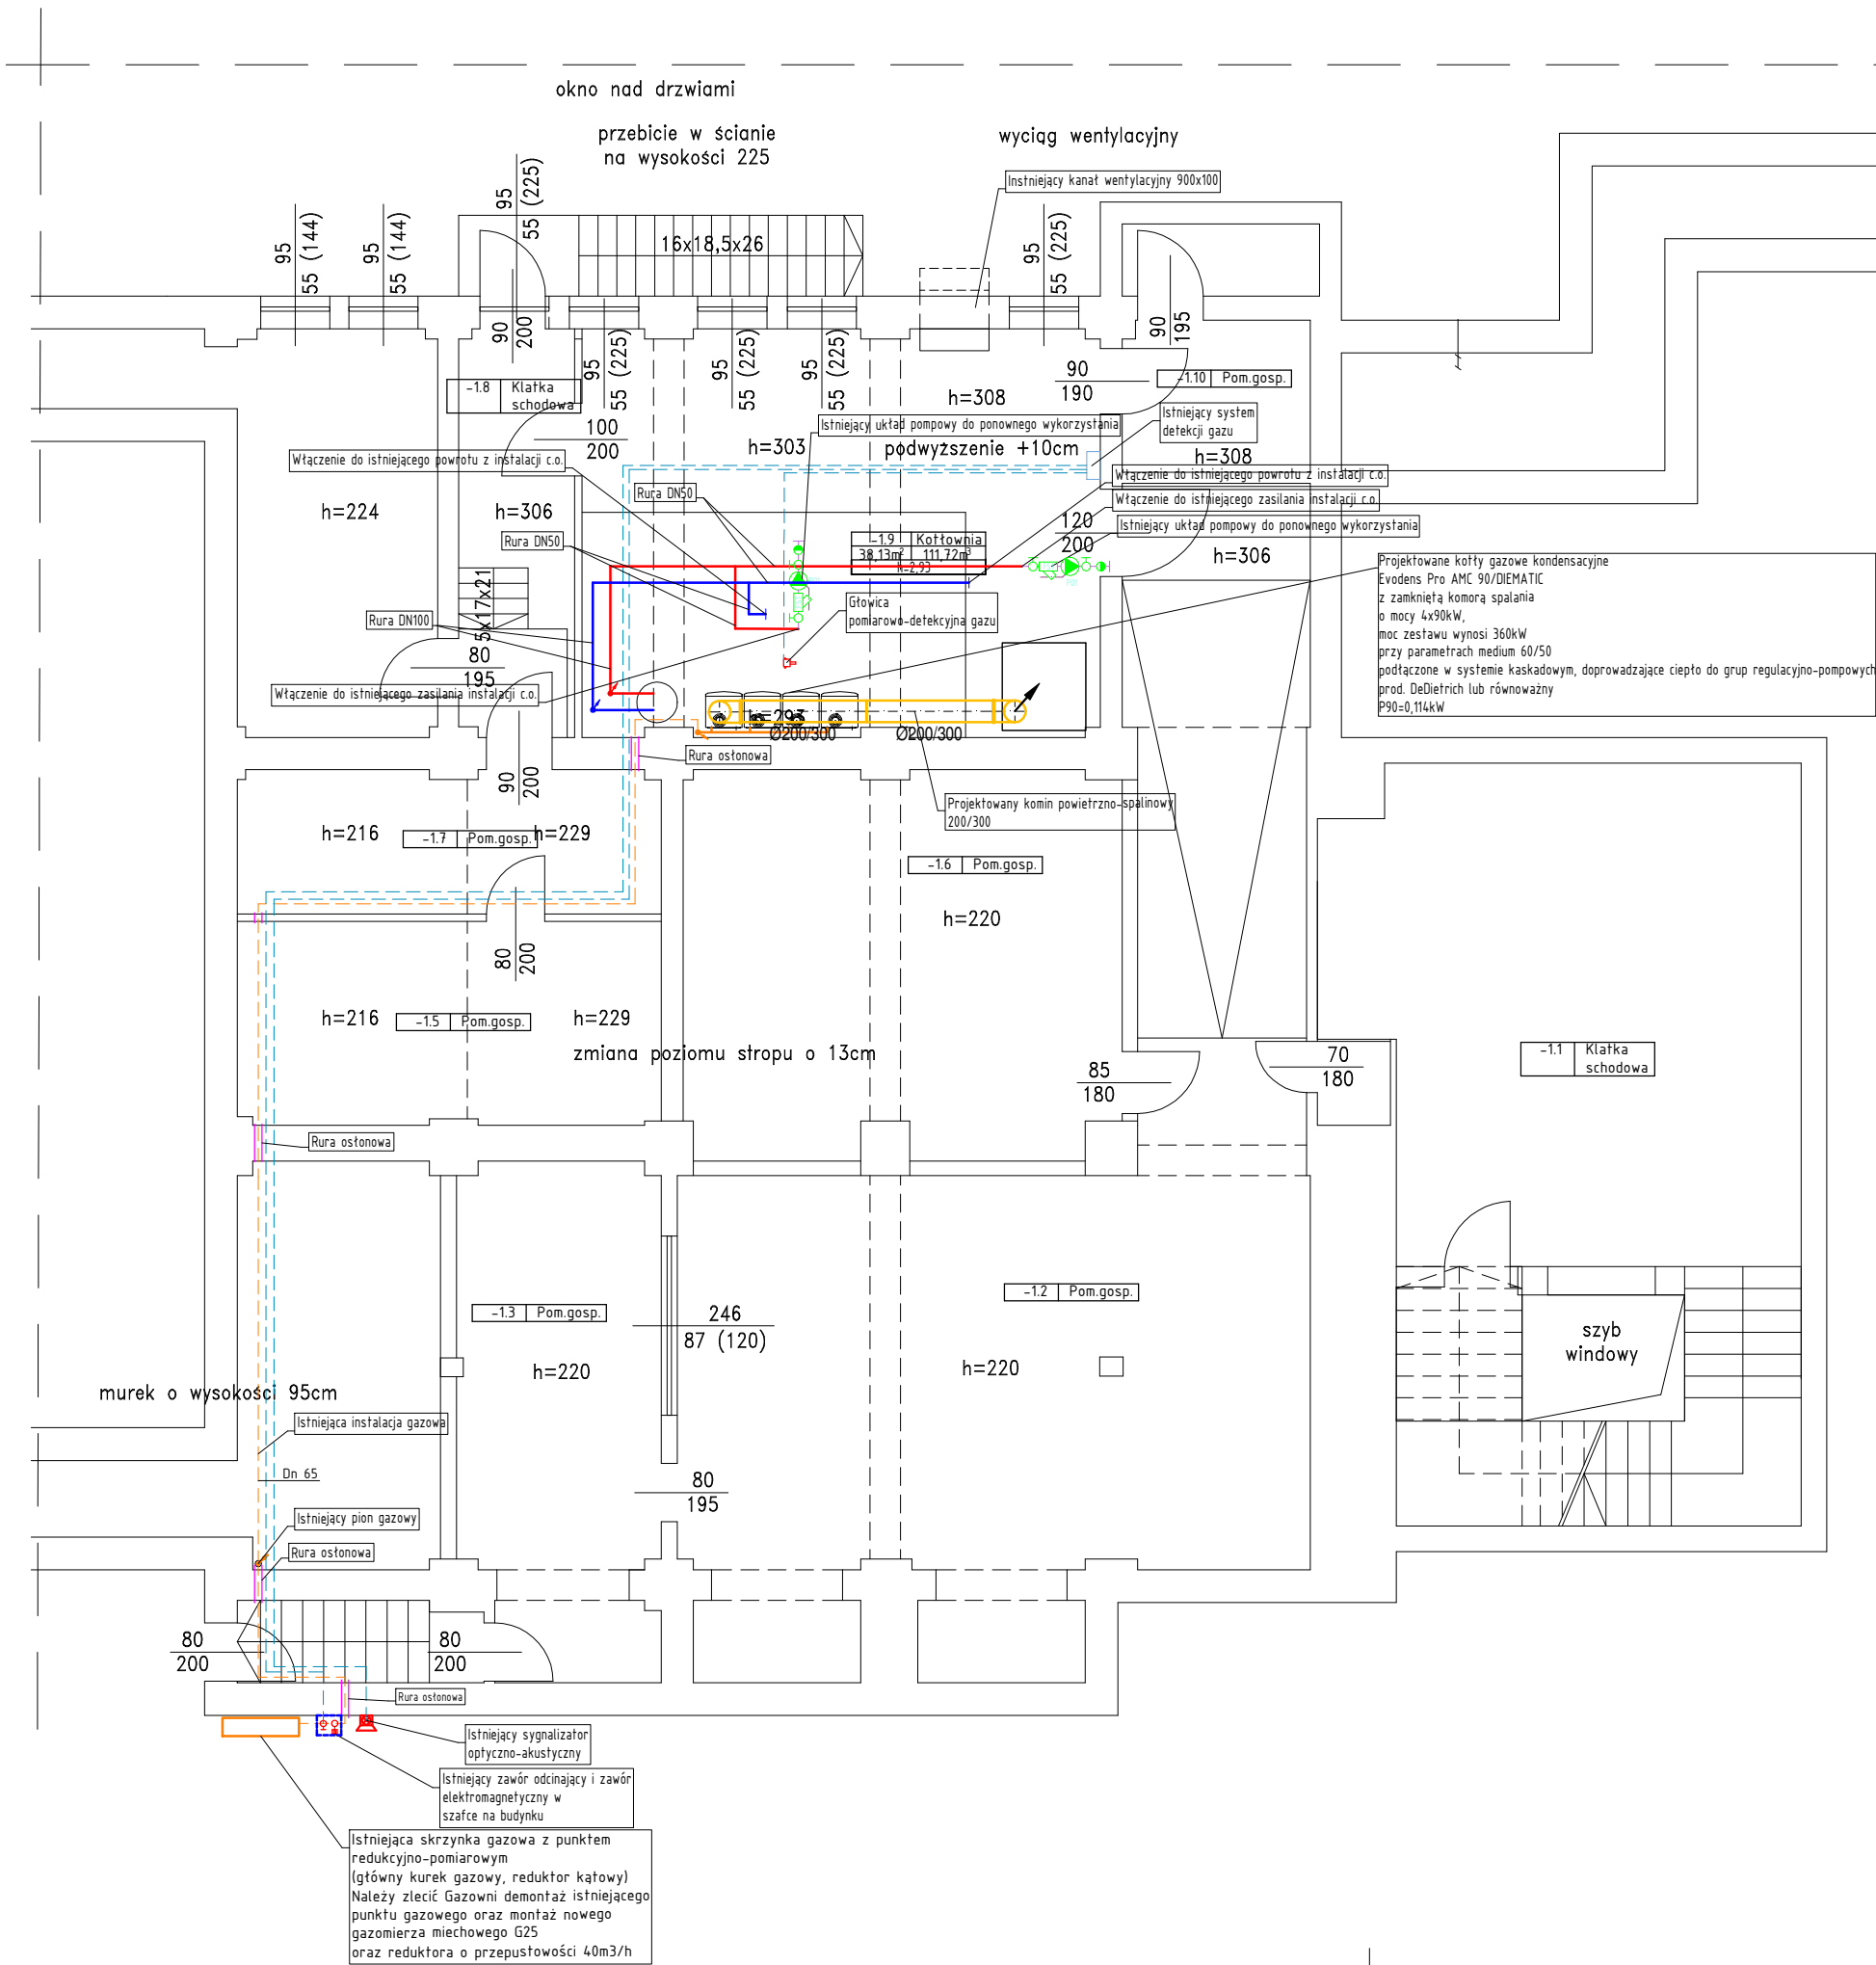 okno nad drzwiami
przebicie w ścianie
na wysokości 225
wyciąg wentylacyjny
Instniejący kanał wentylacyjny 900x100
95
55 (144)
95
55 (144)
95
55 (225)
16x18,5x26
95
55 (225)
90
200
95
55 (225)
95
55 (225)
95
55 (225)
90
195
90
190
-1.8 Klatka
schodowa
-1.10 Pom.gosp.
h=308
100
200
h=303
Istniejący układ pompowy do ponownego wykorzystania
podwyższenie +10cm
Istniejący system
detekcji gazu
h=308
Włączenie do istniejącego powrotu z instalacji c.o.
Włączenie do istniejącego powrotu z instalacji c.o.
Rura DN50
Włączenie do istniejącego zasilania instalacji c.o.
h=224
h=306
Istniejący układ pompowy do ponownego wykorzystania
120
200
Rura DN50
-1.9 Kotłownia
38,13m² 111,72m³
H=2,93
h=306
Projektowane kotły gazowe kondensacyjne
Evodens Pro AMC 90/DIEMATIC
z zamkniętą komorą spalania
o mocy 4x90kW,
moc zestawu wynosi 360kW
przy parametrach medium 60/50
podłączone w systemie kaskadowym, doprowadzające ciepło do grup regulacyjno-pompowych
prod. DeDietrich lub równoważny
P90=0,114kW
5x17x21
Rura DN100
Głowica
pomiarowo-detekcyjna gazu
80
195
Włączenie do istniejącego zasilania instalacji c.o.
h=293
Ø200/300
Ø200/300
Rura osłonowa
90
200
Projektowany komin powietrzno-spalinowy
200/300
h=216
-1.7 Pom.gosp.
h=229
-1.6 Pom.gosp.
h=220
80
200
h=216
-1.5 Pom.gosp.
h=229
zmiana poziomu stropu o 13cm
85
180
70
180
-1.1 Klatka
schodowa
Rura osłonowa
-1.3 Pom.gosp.
246
87 (120)
-1.2 Pom.gosp.
h=220
h=220
szyb
windowy
murek o wysokości 95cm
Istniejąca instalacja gazowa
Dn 65
80
195
Istniejący pion gazowy
Rura osłonowa
80
200
80
200
Rura osłonowa
Istniejący sygnalizator
optyczno-akustyczny
Istniejący zawór odcinający i zawór
elektromagnetyczny w
szafce na budynku
Istniejąca skrzynka gazowa z punktem
redukcyjno-pomiarowym
(główny kurek gazowy, reduktor kątowy)
Należy zlecić Gazowni demontaż istniejącego
punktu gazowego oraz montaż nowego
gazomierza miechowego G25
oraz reduktora o przepustowości 40m3/h